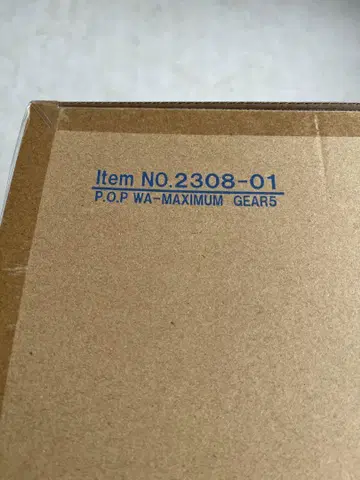 Item NO.2308-01
P.O.P WA-MAXIMUM GEAR5